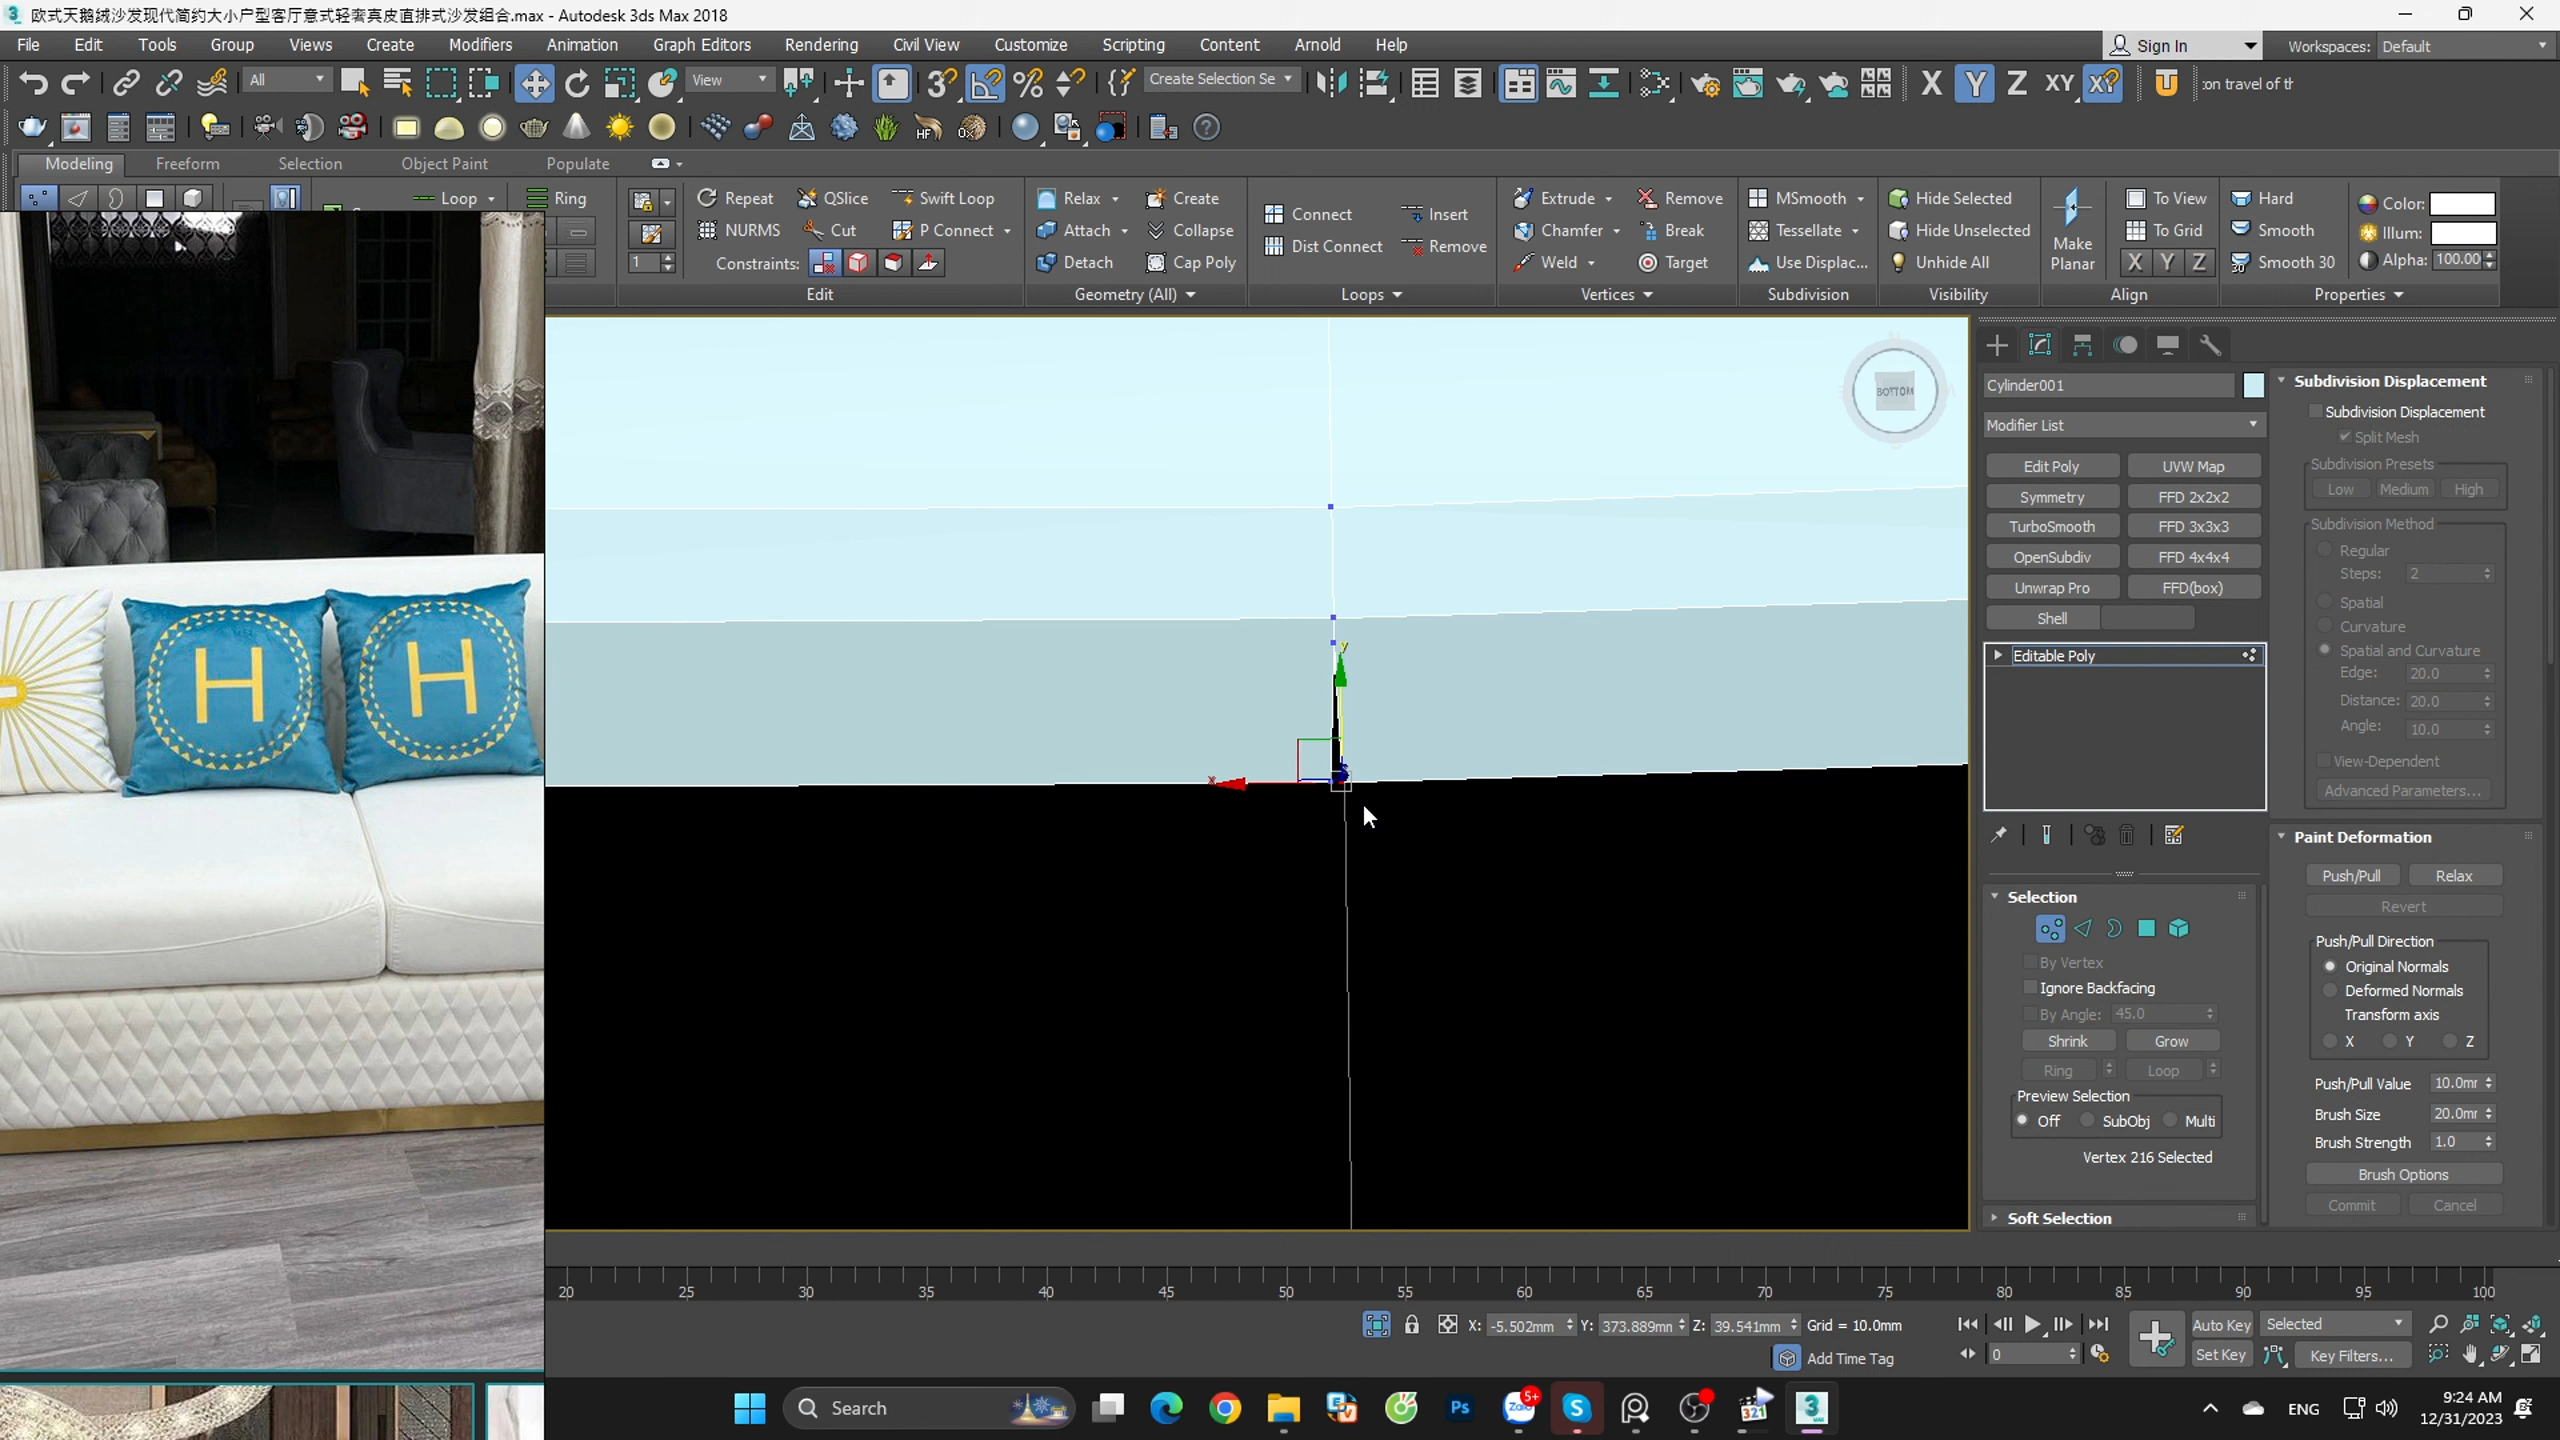 欧式天鹅绒沙发现代简约大小户型客厅意式轻奢真皮直排式沙发组合.max - Autodesk 3ds Max 2018
File Edit Tools Group Views Create Modifiers Animation Graph Editors Rendering Civil View Customize Scripting Content Arnold Help
Sign In Workspaces: Default
All View Create Selection Se X Y Z XY :on travel of th
Modeling Freeform Selection Object Paint Populate
Loop Ring Repeat QSlice Swift Loop Relax Create Connect Insert Extrude Remove MSmooth Hide Selected To View Hard Color:
NURMS Cut P Connect Attach Collapse Dist Connect Remove Chamfer Break Tessellate Hide Unselected Make Planar To Grid Smooth Illum:
1 Constraints: Detach Cap Poly Weld Target Use Displac... Unhide All X Y Z Smooth 30 Alpha: 100.00
Edit Geometry (All) Loops Vertices Subdivision Visibility Align Properties
BOTTOM
H H
y
x
Cylinder001
Modifier List
Edit Poly UVW Map
Symmetry FFD 2x2x2
TurboSmooth FFD 3x3x3
OpenSubdiv FFD 4x4x4
Unwrap Pro FFD(box)
Shell
Editable Poly
Selection
By Vertex
Ignore Backfacing
By Angle: 45.0
Shrink Grow
Ring Loop
Preview Selection
Off SubObj Multi
Vertex 216 Selected
Soft Selection
Subdivision Displacement
Subdivision Displacement
Split Mesh
Subdivision Presets
Low Medium High
Subdivision Method
Regular
Steps: 2
Spatial
Curvature
Spatial and Curvature
Edge: 20.0
Distance: 20.0
Angle: 10.0
View-Dependent
Advanced Parameters...
Paint Deformation
Push/Pull Relax
Revert
Push/Pull Direction
Original Normals
Deformed Normals
Transform axis
X Y Z
Push/Pull Value 10.0mr
Brush Size 20.0mr
Brush Strength 1.0
Brush Options
Commit Cancel
20 25 30 35 40 45 50 55 60 65 70 75 80 85 90 95 100
X: -5.502mm Y: 373.889mm Z: 39.541mm Grid = 10.0mm Auto Key Selected
Add Time Tag 0 Set Key Key Filters...
Search Ps Zalo 5+ 321 3 ENG 9:24 AM
12/31/2023